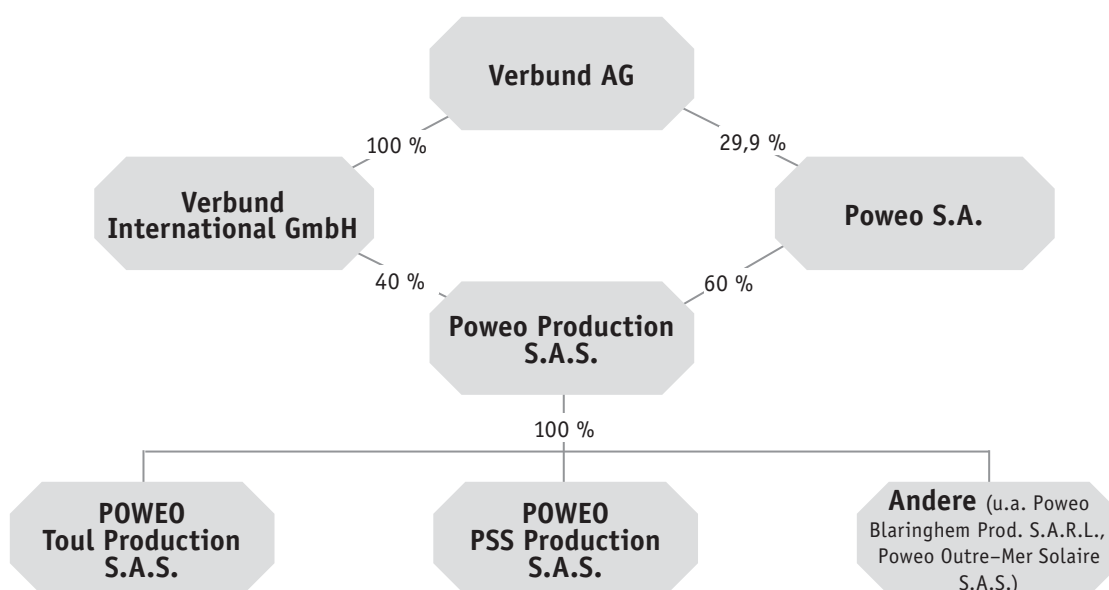 Verbund AG
100 %
29,9 %
Verbund
International GmbH
Poweo S.A.
40 %
60 %
Poweo Production
S.A.S.
100 %
POWEO
Toul Production
S.A.S.
POWEO
PSS Production
S.A.S.
Andere (u.a. Poweo
Blaringhem Prod. S.A.R.L.,
Poweo Outre–Mer Solaire
S.A.S.)